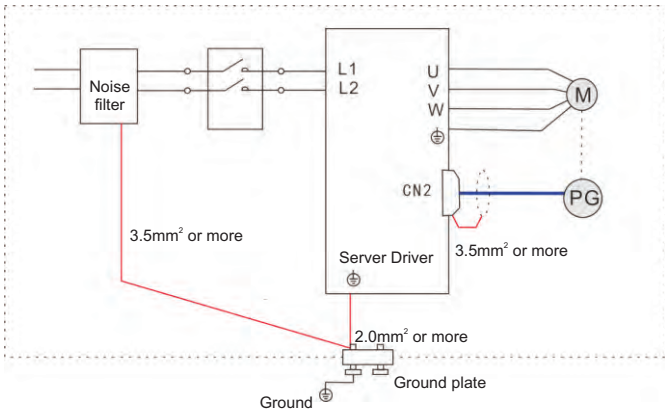 Noise
filter
L1
L2
U
V
W
M
CN2
PG
3.5mm² or more
3.5mm² or more
Server Driver
2.0mm² or more
Ground plate
Ground